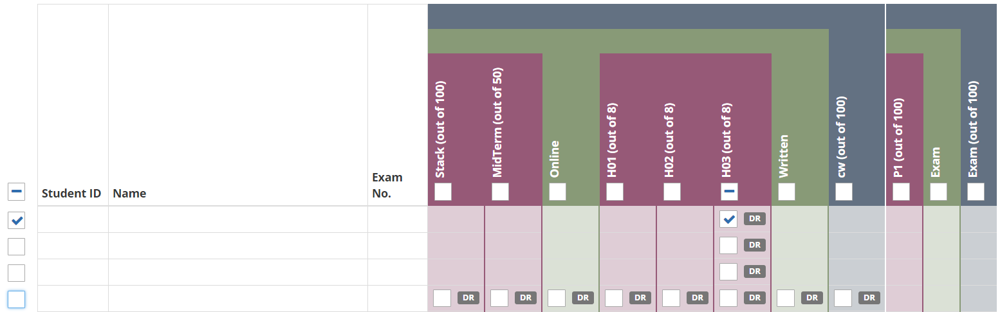 Stack (out of 100)
MidTerm (out of 50)
Online
H01 (out of 8)
H02 (out of 8)
H03 (out of 8)
Written
cw (out of 100)
P1 (out of 100)
Exam
Exam (out of 100)
Student ID
Name
Exam
No.
DR
DR
DR
DR
DR
DR
DR
DR
DR
DR
DR